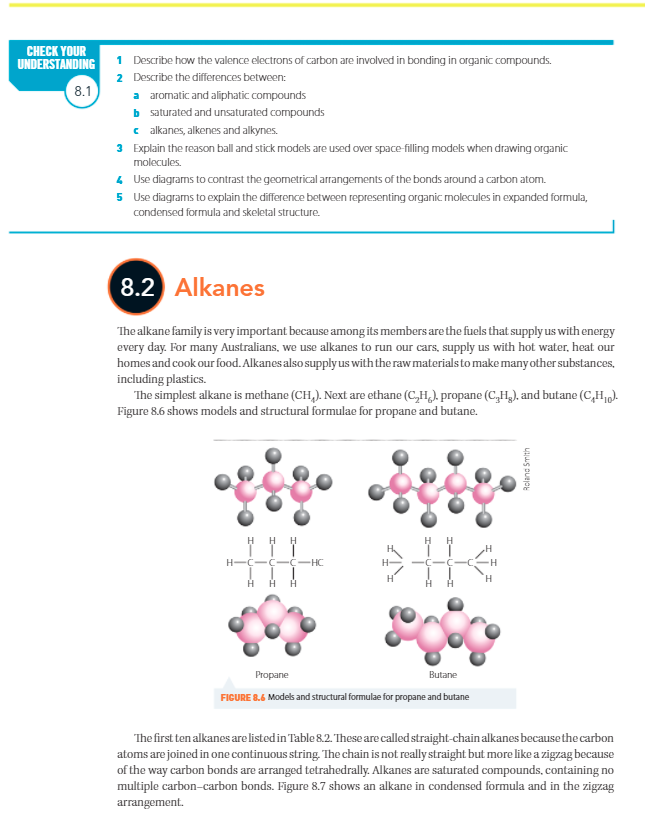 CHECK YOUR
UNDERSTANDING
8.1
1 Describe how the valence electrons of carbon are involved in bonding in organic compounds.
2 Describe the differences between:
a aromatic and aliphatic compounds
b saturated and unsaturated compounds
c alkanes, alkenes and alkynes.
3 Explain the reason ball and stick models are used over space-filling models when drawing organic
molecules.
4 Use diagrams to contrast the geometrical arrangements of the bonds around a carbon atom.
5 Use diagrams to explain the difference between representing organic molecules in expanded formula,
condensed formula and skeletal structure.
8.2 Alkanes
The alkane family is very important because among its members are the fuels that supply us with energy
every day. For many Australians, we use alkanes to run our cars, supply us with hot water, heat our
homes and cook our food. Alkanes also supply us with the raw materials to make many other substances,
including plastics.
The simplest alkane is methane (CH₄). Next are ethane (C₂H₆), propane (C₃H₈), and butane (C₄H₁₀).
Figure 8.6 shows models and structural formulae for propane and butane.
Roland Smith
H H H
H–C–C–C–HC
H H H
H H H H
H– –C–C–C–H
H H H H
Propane
Butane
FIGURE 8.6 Models and structural formulae for propane and butane
The first ten alkanes are listed in Table 8.2. These are called straight-chain alkanes because the carbon
atoms are joined in one continuous string. The chain is not really straight but more like a zigzag because
of the way carbon bonds are arranged tetrahedrally. Alkanes are saturated compounds, containing no
multiple carbon–carbon bonds. Figure 8.7 shows an alkane in condensed formula and in the zigzag
arrangement.